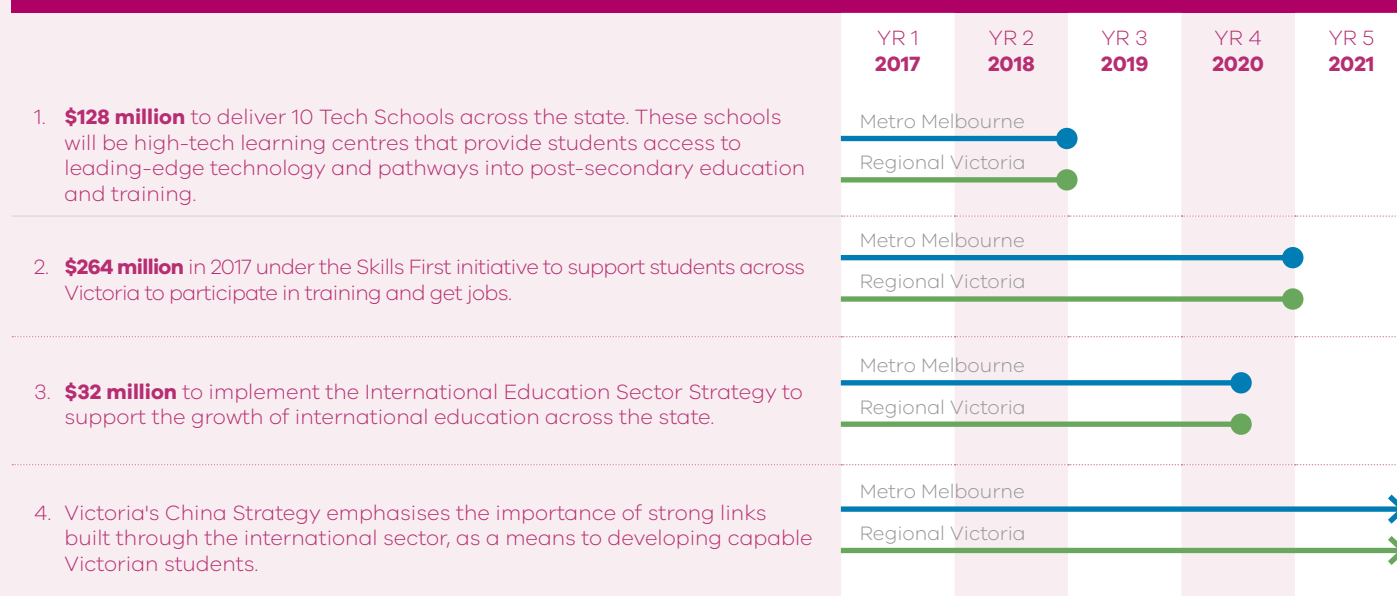 YR 1 YR 2 YR 3 YR 4 YR 5
2017 2018 2019 2020 2021
1. $128 million to deliver 10 Tech Schools across the state. These schools
will be high-tech learning centres that provide students access to
leading-edge technology and pathways into post-secondary education
and training.
Metro Melbourne
Regional Victoria
2. $264 million in 2017 under the Skills First initiative to support students across
Victoria to participate in training and get jobs.
Metro Melbourne
Regional Victoria
3. $32 million to implement the International Education Sector Strategy to
support the growth of international education across the state.
Metro Melbourne
Regional Victoria
4. Victoria's China Strategy emphasises the importance of strong links
built through the international sector, as a means to developing capable
Victorian students.
Metro Melbourne
Regional Victoria